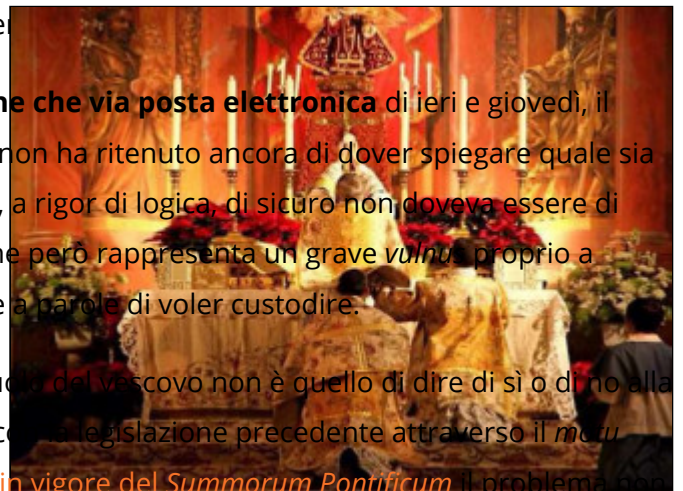 che via posta elettronica di ieri e giovedì, il
non ha ritenuto ancora di dover spiegare quale sia
, a rigor di logica, di sicuro non doveva essere di
però rappresenta un grave vulnus proprio a
a parole di voler custodire.
del vescovo non è quello di dire di sì o di no alla
la legislazione precedente attraverso il motu
in vigore del Summorum Pontificum il problema non